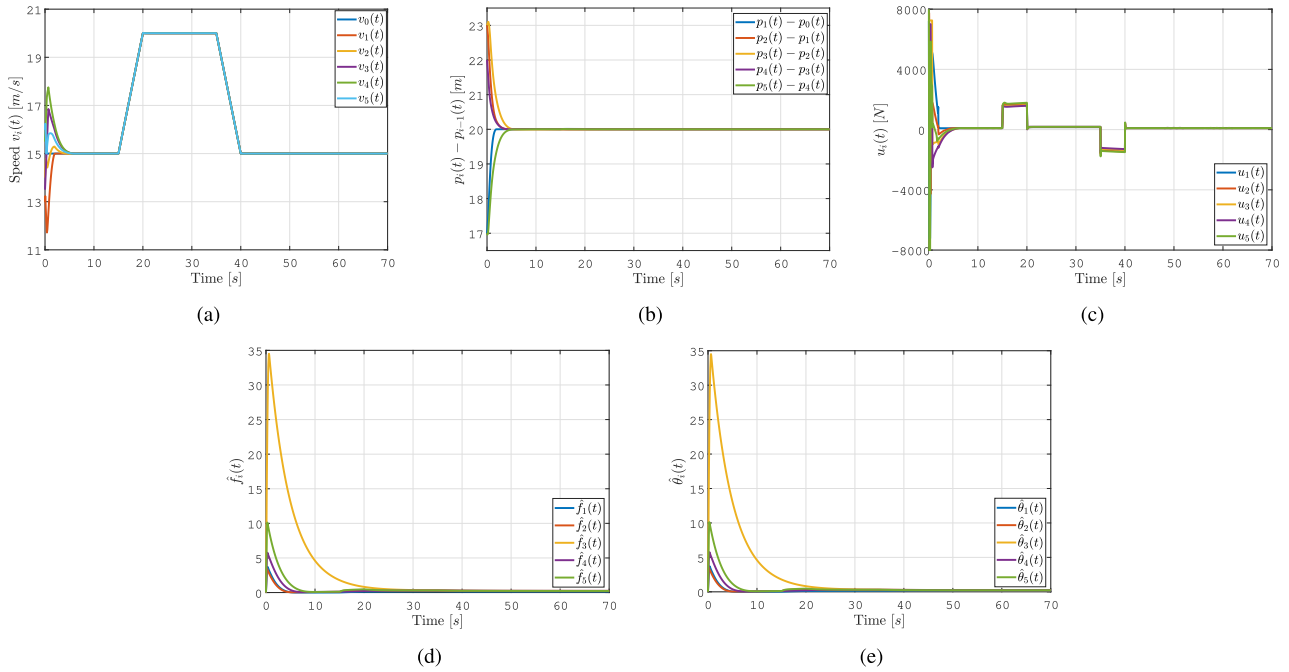 21
19
17
15
13
11
Speed v_i(t) [m/s]
0 10 20 30 40 50 60 70
Time [s]
v_0(t)
v_1(t)
v_2(t)
v_3(t)
v_4(t)
v_5(t)
(a)
23
22
21
20
19
18
17
p_i(t) − p_{i−1}(t) [m]
0 10 20 30 40 50 60 70
Time [s]
p_1(t) − p_0(t)
p_2(t) − p_1(t)
p_3(t) − p_2(t)
p_4(t) − p_3(t)
p_5(t) − p_4(t)
(b)
8000
4000
0
−4000
−8000
u_i(t) [N]
0 10 20 30 40 50 60 70
Time [s]
u_1(t)
u_2(t)
u_3(t)
u_4(t)
u_5(t)
(c)
35
30
25
20
15
10
5
0
f̂_i(t)
0 10 20 30 40 50 60 70
Time [s]
f̂_1(t)
f̂_2(t)
f̂_3(t)
f̂_4(t)
f̂_5(t)
(d)
35
30
25
20
15
10
5
0
θ̂_i(t)
0 10 20 30 40 50 60 70
Time [s]
θ̂_1(t)
θ̂_2(t)
θ̂_3(t)
θ̂_4(t)
θ̂_5(t)
(e)